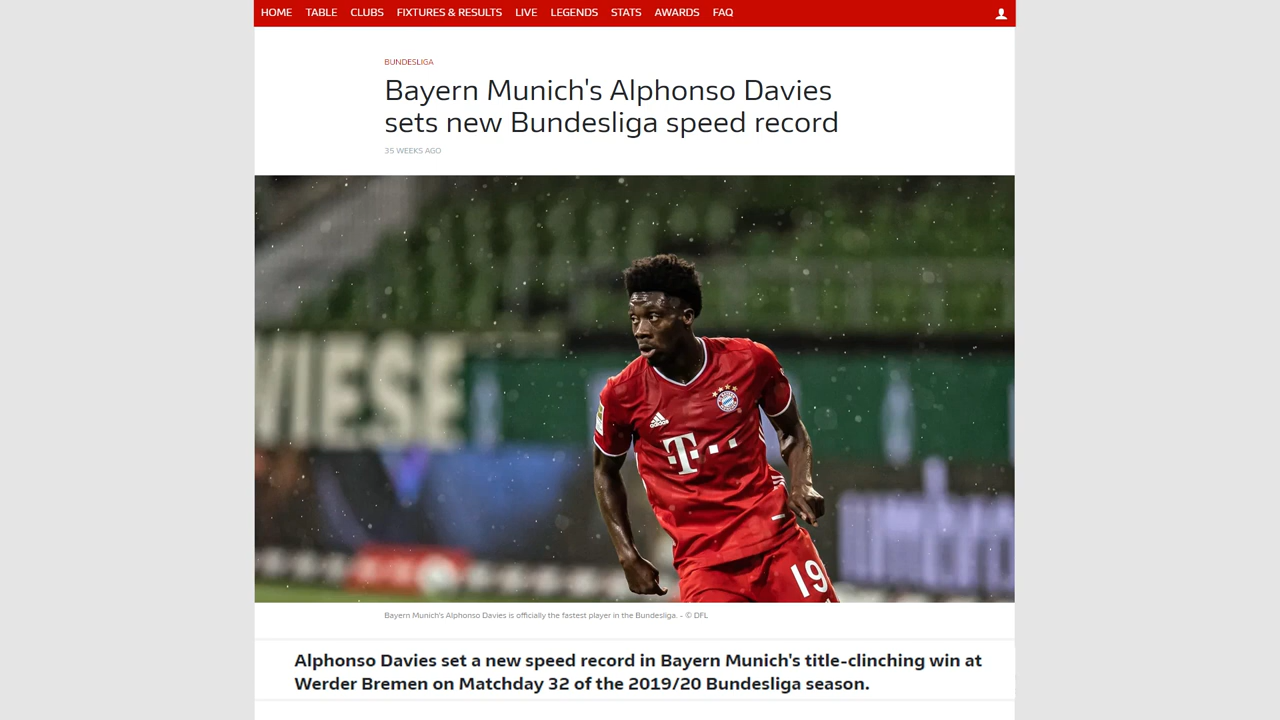 HOME TABLE CLUBS FIXTURES & RESULTS LIVE LEGENDS STATS AWARDS FAQ
BUNDESLIGA
Bayern Munich's Alphonso Davies
sets new Bundesliga speed record
35 WEEKS AGO
WIESE
adidas
T
19
Bayern Munich's Alphonso Davies is officially the fastest player in the Bundesliga. - © DFL
Alphonso Davies set a new speed record in Bayern Munich's title-clinching win at
Werder Bremen on Matchday 32 of the 2019/20 Bundesliga season.